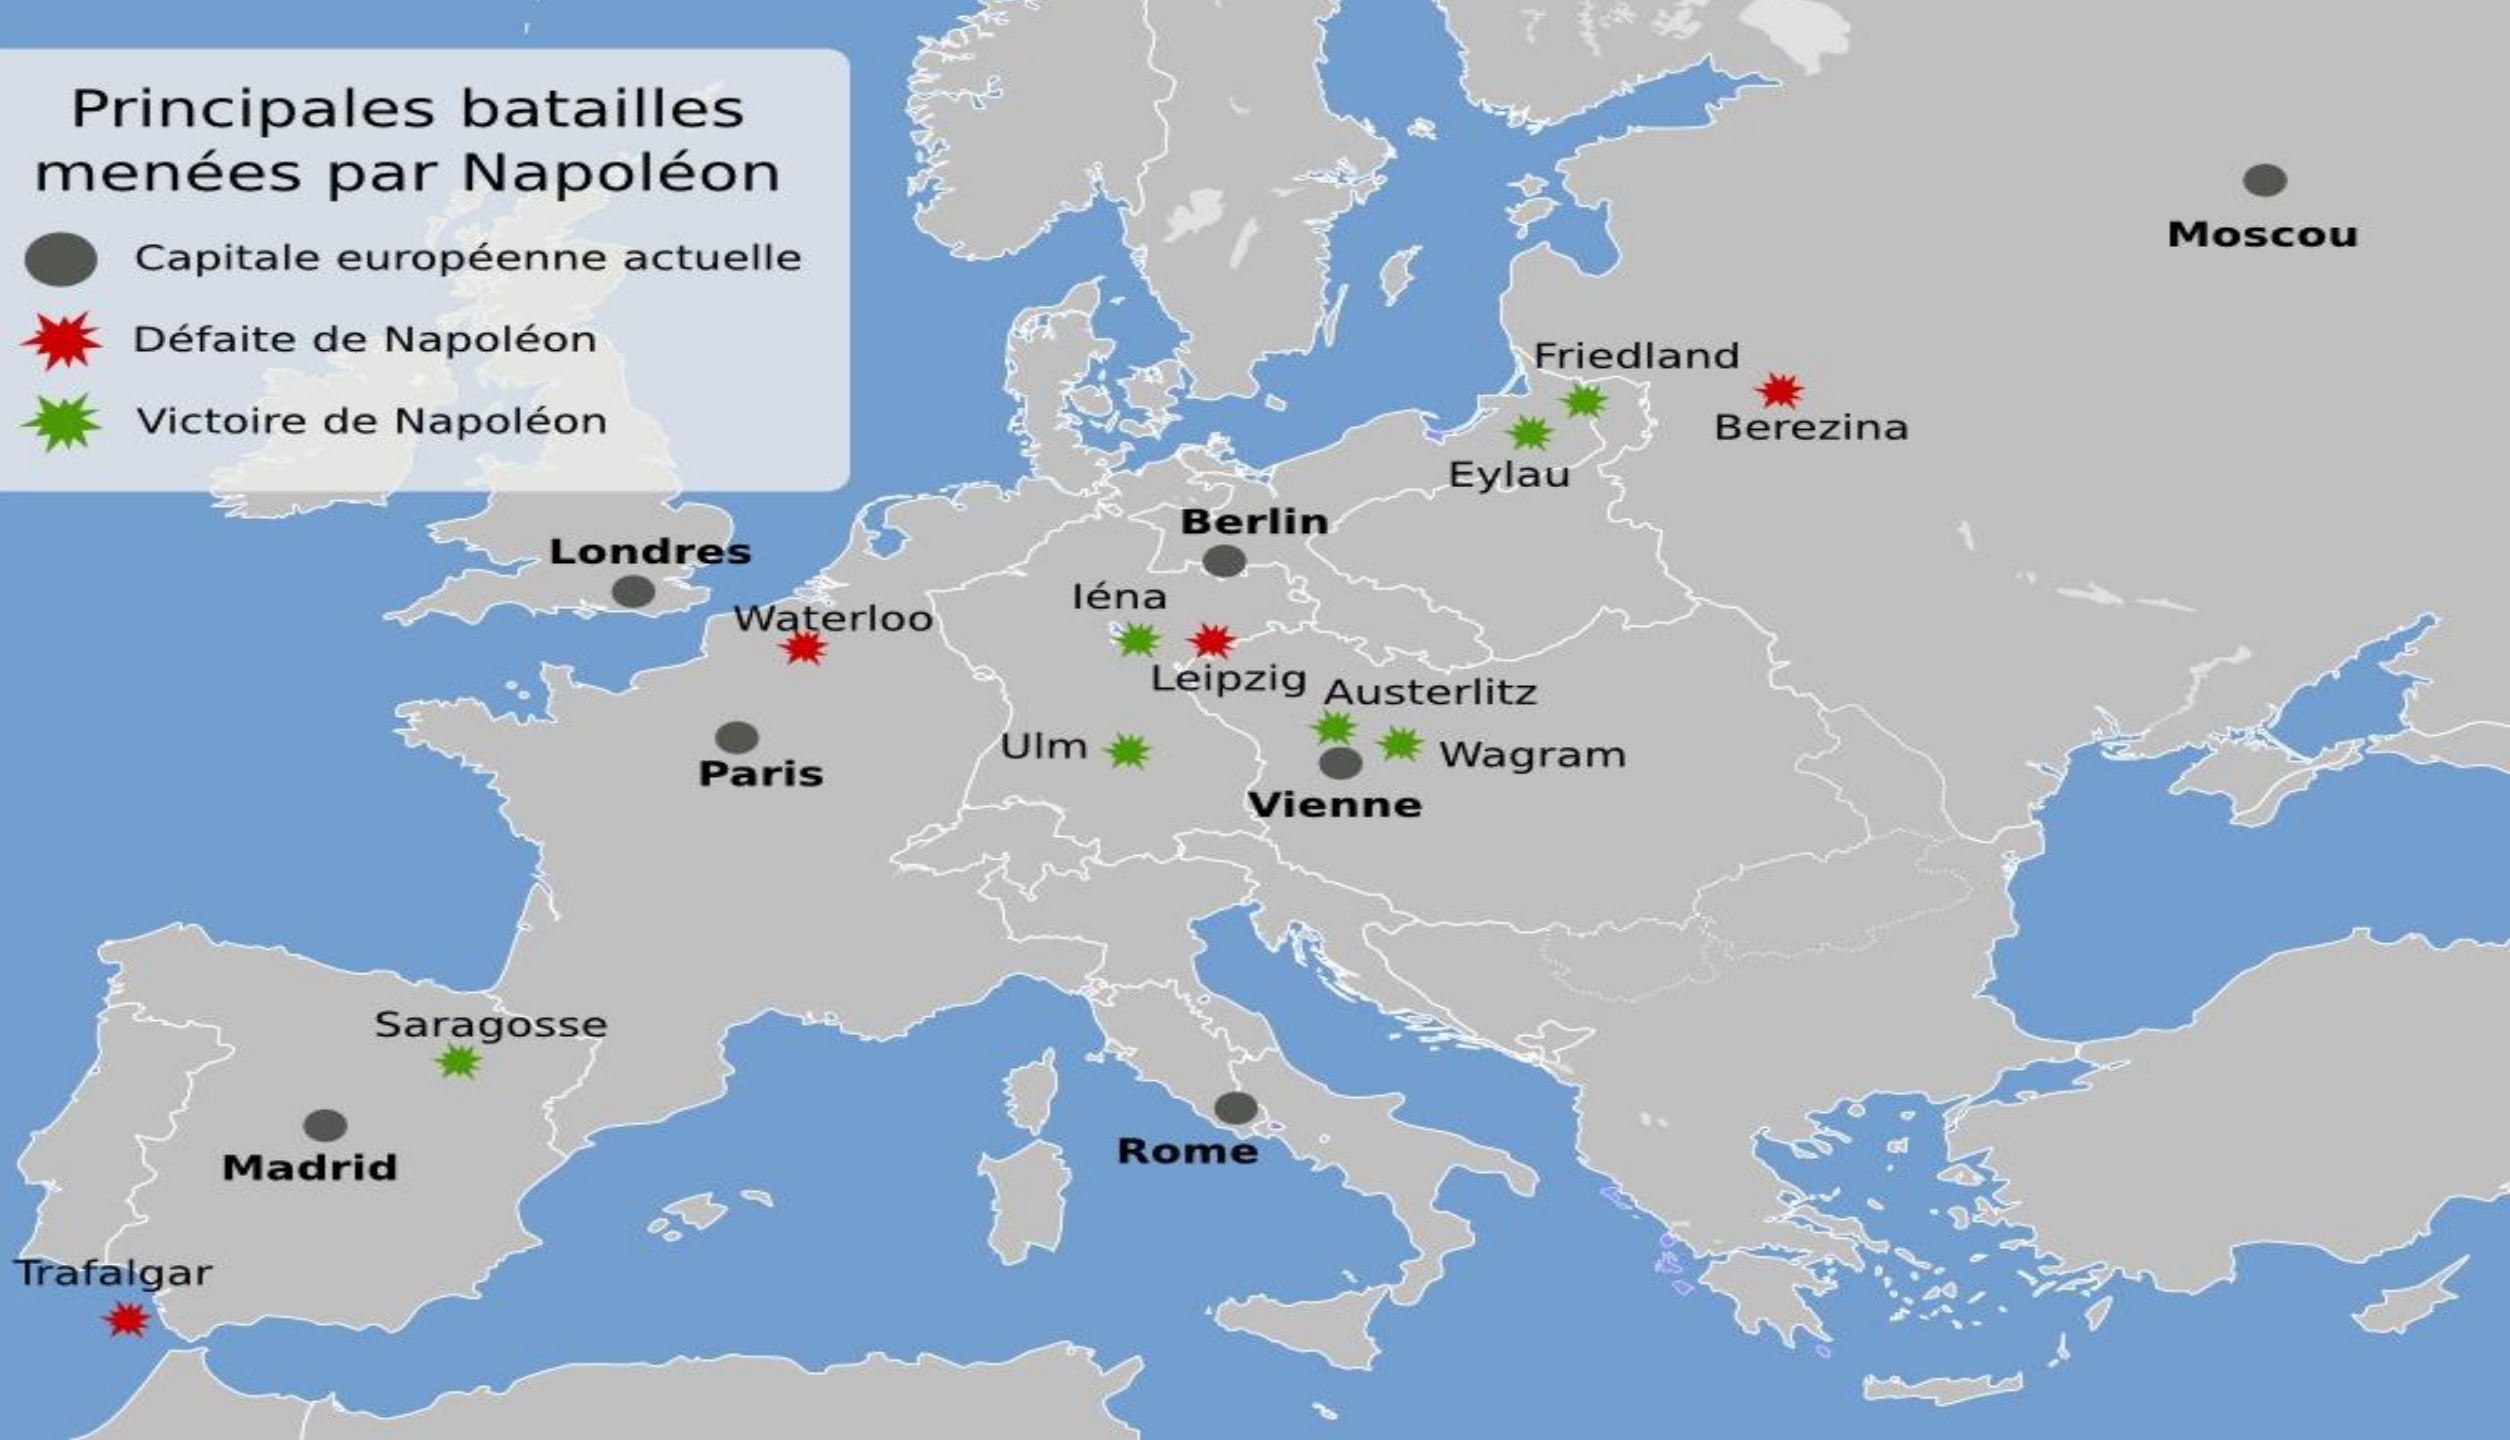 Principales batailles
menées par Napoléon
Capitale européenne actuelle
Défaite de Napoléon
Victoire de Napoléon
Moscou
Friedland
Berezina
Eylau
Berlin
Londres
Iéna
Waterloo
Leipzig
Austerlitz
Ulm
Wagram
Paris
Vienne
Saragosse
Rome
Madrid
Trafalgar